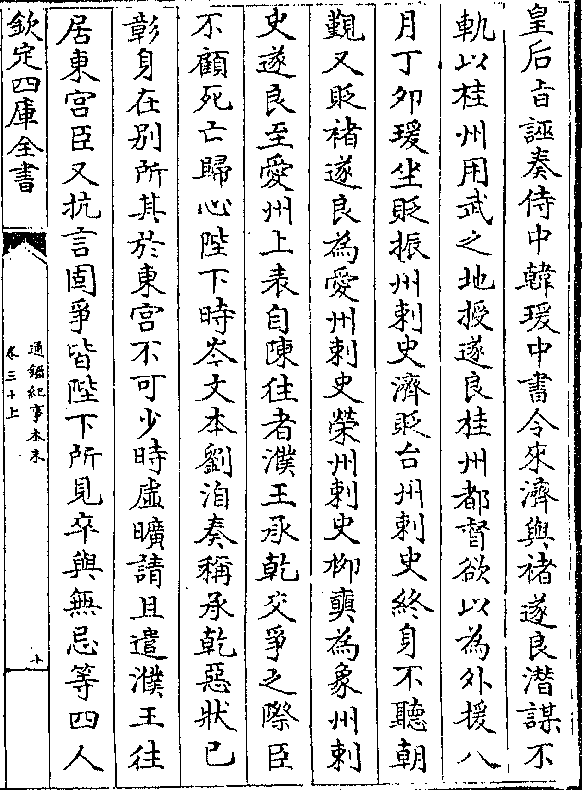 皇后旨誣奏侍中韓瑗中書令來濟與褚遂良潛謀不
軌以桂州用武之地授遂良桂州都督欲以為外援八
月丁卯瑗坐貶振州刺史濟貶台州刺史終身不聽朝
覲又貶褚遂良為愛州刺史榮州刺史柳奭為象州刺
史遂良至愛州上表自陳往者濮王承乾交爭之際臣
不顧死亡歸心陛下時岑文本劉洎奏稱承乾惡狀已
彰身在别所其於東宮不可少時虛曠請且遣濮王往
居東宮臣又抗言固爭皆陛下所見卒與無忌等四人
欽定四庫全書
通鑑紀事本末
卷三十上
十